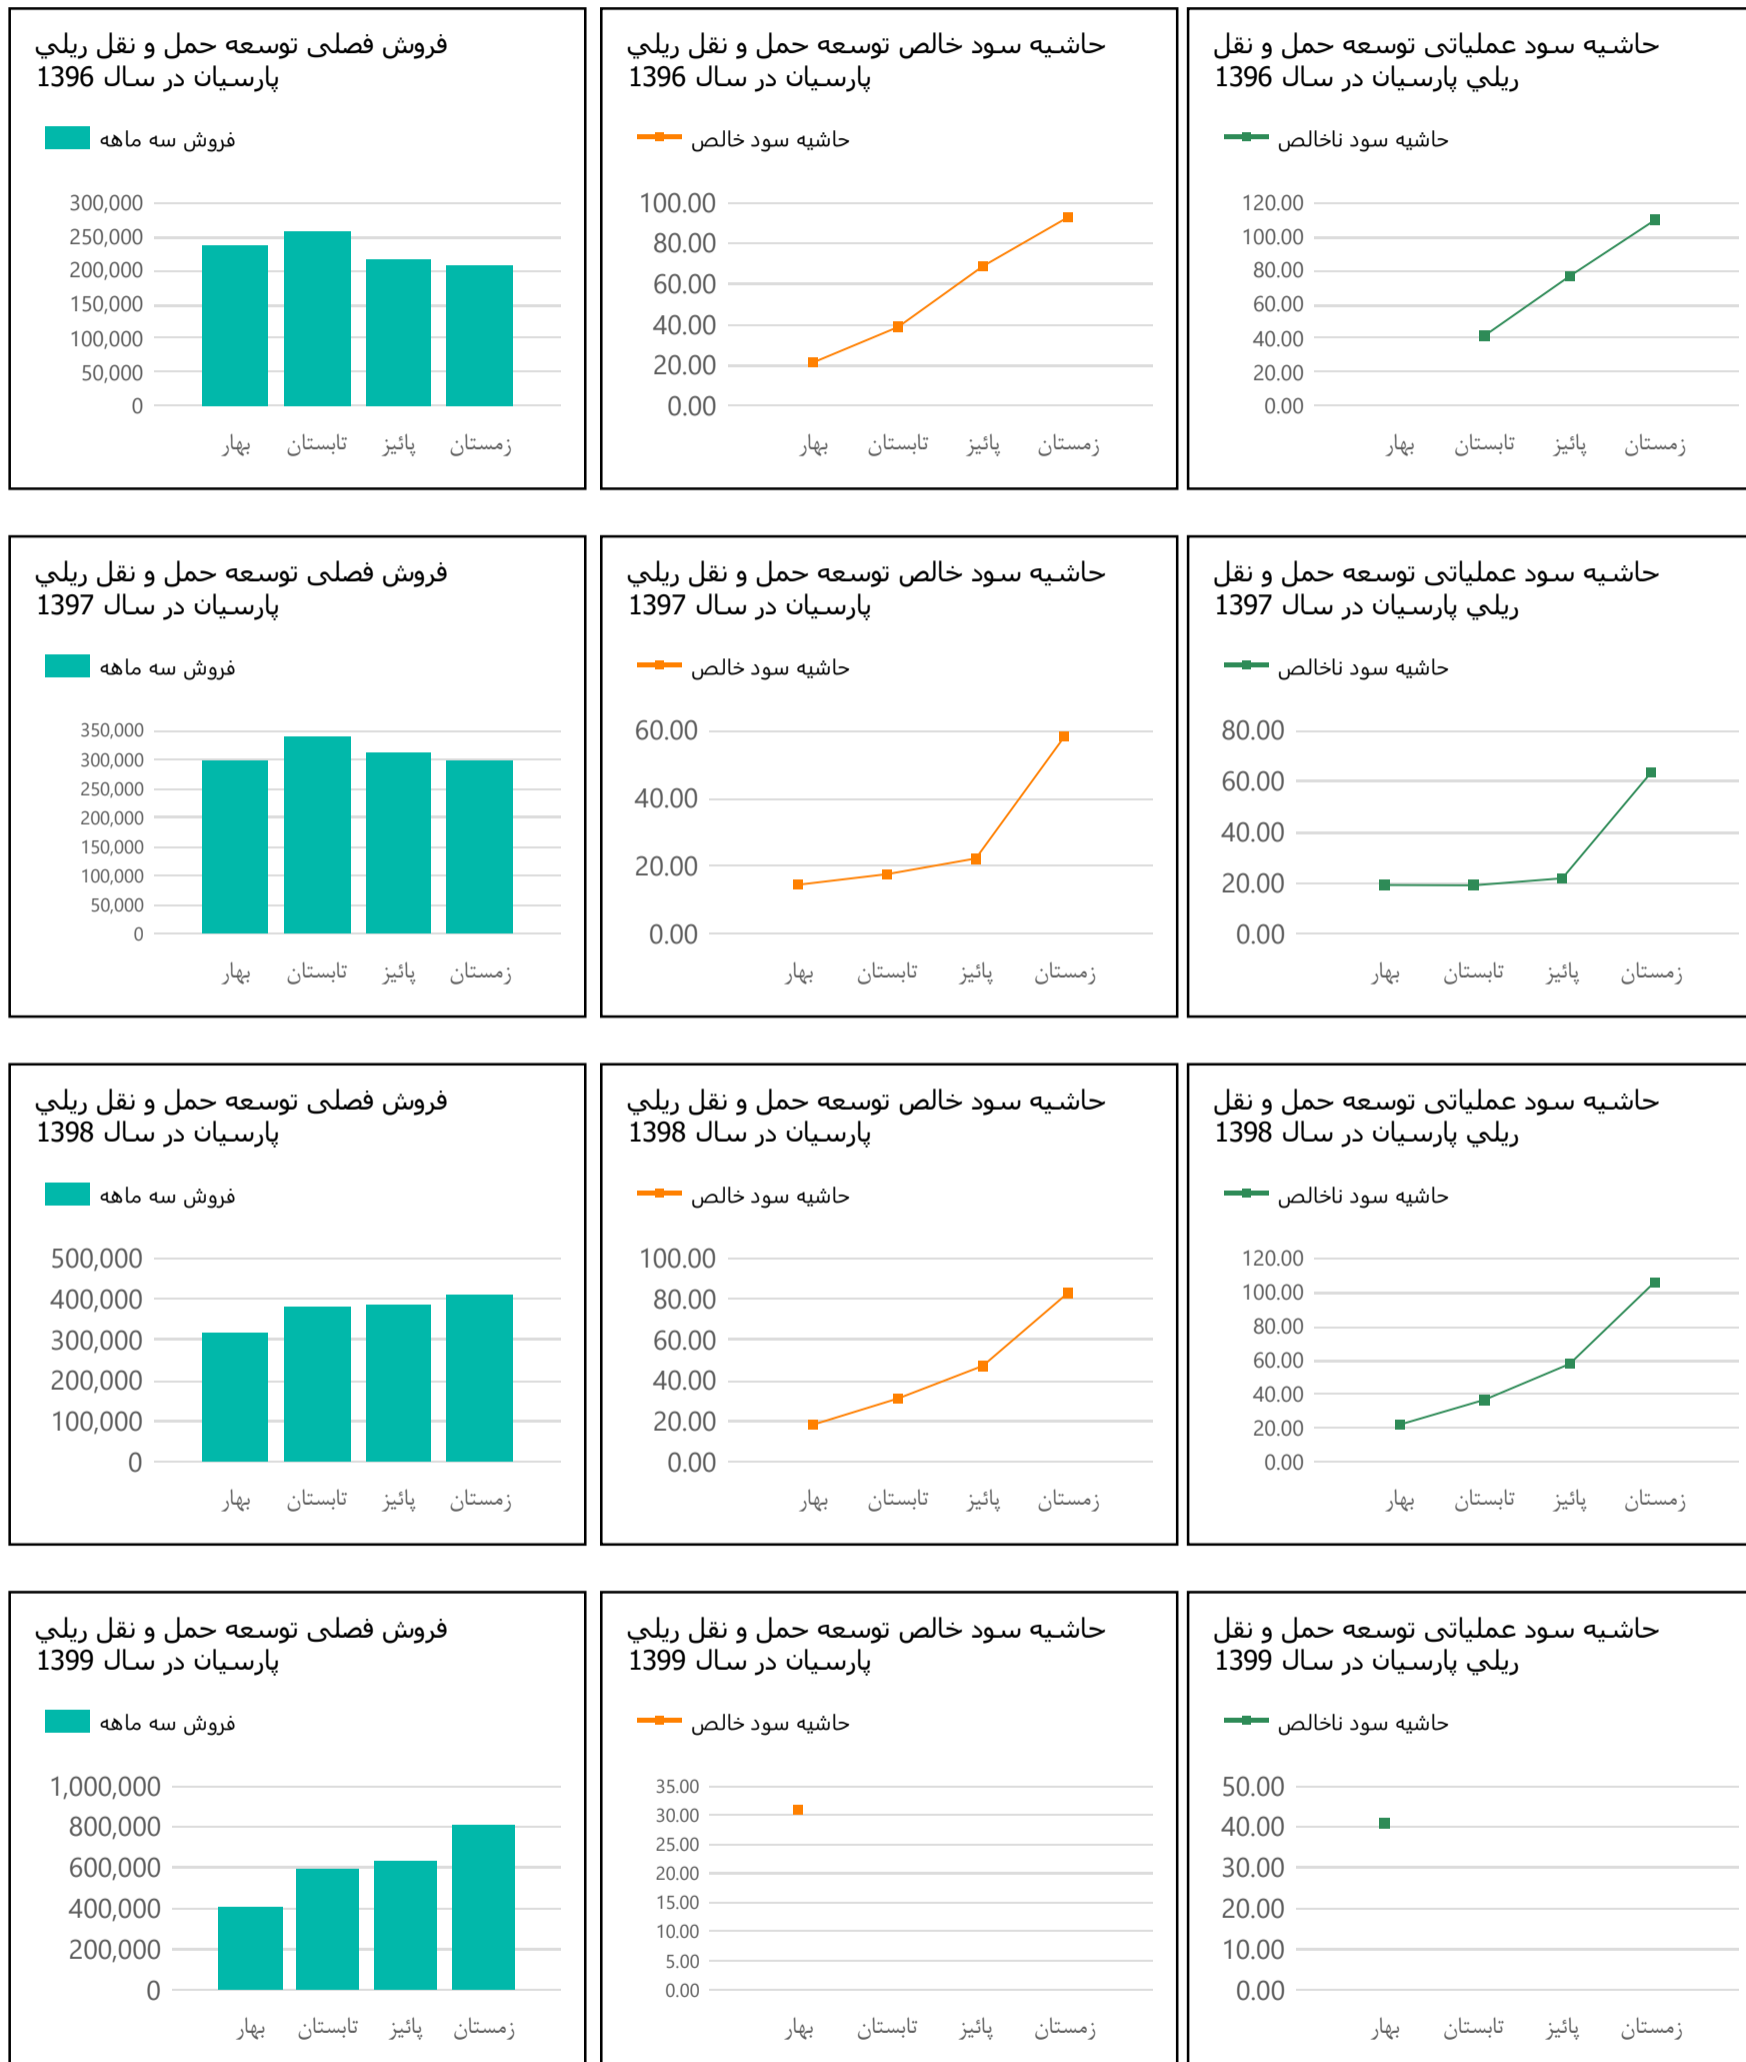 فروش فصلی توسعه حمل و نقل ريلي
پارسیان در سال 1396
فروش سه ماهه
300,000
250,000
200,000
150,000
100,000
50,000
0
بهار تابستان پائیز زمستان
حاشیه سود خالص توسعه حمل و نقل ريلي
پارسیان در سال 1396
حاشیه سود خالص
100.00
80.00
60.00
40.00
20.00
0.00
بهار تابستان پائیز زمستان
حاشیه سود عملیاتی توسعه حمل و نقل
ريلي پارسیان در سال 1396
حاشیه سود ناخالص
120.00
100.00
80.00
60.00
40.00
20.00
0.00
بهار تابستان پائیز زمستان
فروش فصلی توسعه حمل و نقل ريلي
پارسیان در سال 1397
فروش سه ماهه
350,000
300,000
250,000
200,000
150,000
100,000
50,000
0
بهار تابستان پائیز زمستان
حاشیه سود خالص توسعه حمل و نقل ريلي
پارسیان در سال 1397
حاشیه سود خالص
60.00
40.00
20.00
0.00
بهار تابستان پائیز زمستان
حاشیه سود عملیاتی توسعه حمل و نقل
ريلي پارسیان در سال 1397
حاشیه سود ناخالص
80.00
60.00
40.00
20.00
0.00
بهار تابستان پائیز زمستان
فروش فصلی توسعه حمل و نقل ريلي
پارسیان در سال 1398
فروش سه ماهه
500,000
400,000
300,000
200,000
100,000
0
بهار تابستان پائیز زمستان
حاشیه سود خالص توسعه حمل و نقل ريلي
پارسیان در سال 1398
حاشیه سود خالص
100.00
80.00
60.00
40.00
20.00
0.00
بهار تابستان پائیز زمستان
حاشیه سود عملیاتی توسعه حمل و نقل
ريلي پارسیان در سال 1398
حاشیه سود ناخالص
120.00
100.00
80.00
60.00
40.00
20.00
0.00
بهار تابستان پائیز زمستان
فروش فصلی توسعه حمل و نقل ريلي
پارسیان در سال 1399
فروش سه ماهه
1,000,000
800,000
600,000
400,000
200,000
0
بهار تابستان پائیز زمستان
حاشیه سود خالص توسعه حمل و نقل ريلي
پارسیان در سال 1399
حاشیه سود خالص
35.00
30.00
25.00
20.00
15.00
10.00
5.00
0.00
بهار تابستان پائیز زمستان
حاشیه سود عملیاتی توسعه حمل و نقل
ريلي پارسیان در سال 1399
حاشیه سود ناخالص
50.00
40.00
30.00
20.00
10.00
0.00
بهار تابستان پائیز زمستان